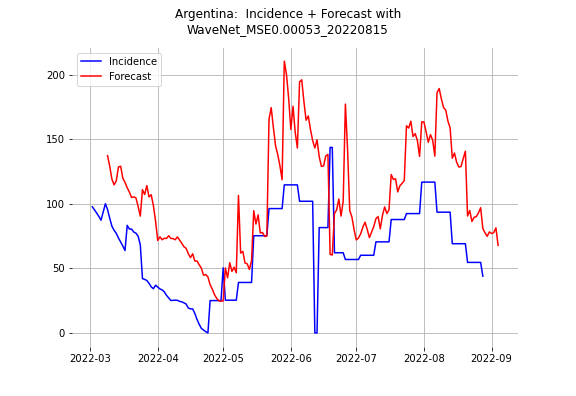 Argentina:  Incidence + Forecast with
WaveNet_MSE0.00053_20220815
Incidence
Forecast
200
150
100
50
0
2022-03 2022-04 2022-05 2022-06 2022-07 2022-08 2022-09